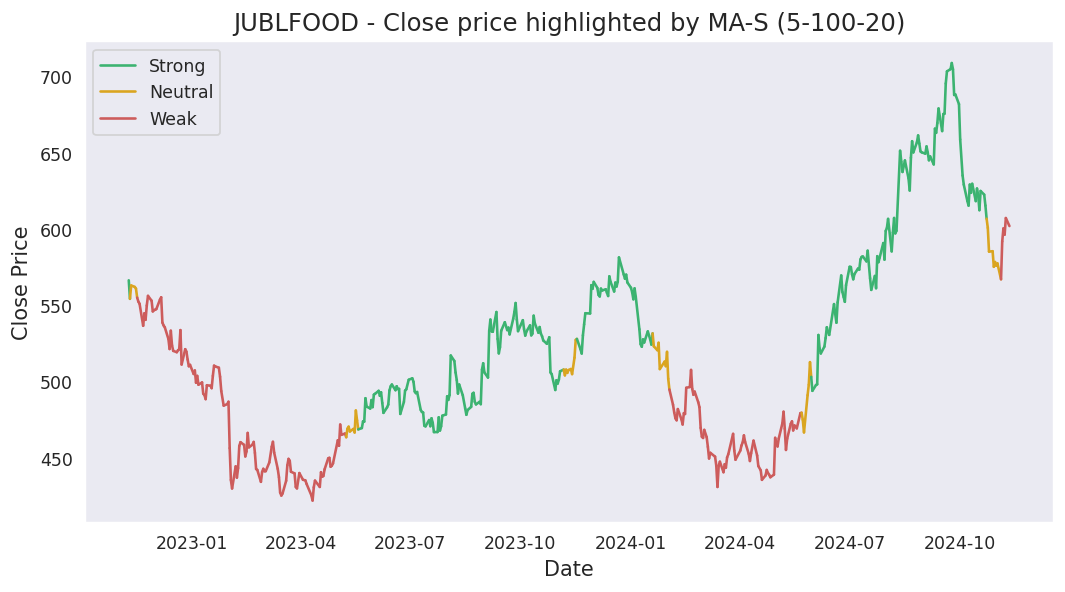 JUBLFOOD - Close price highlighted by MA-S (5-100-20)
Strong
Neutral
Weak
Close Price
700
650
600
550
500
450
2023-01 2023-04 2023-07 2023-10 2024-01 2024-04 2024-07 2024-10
Date